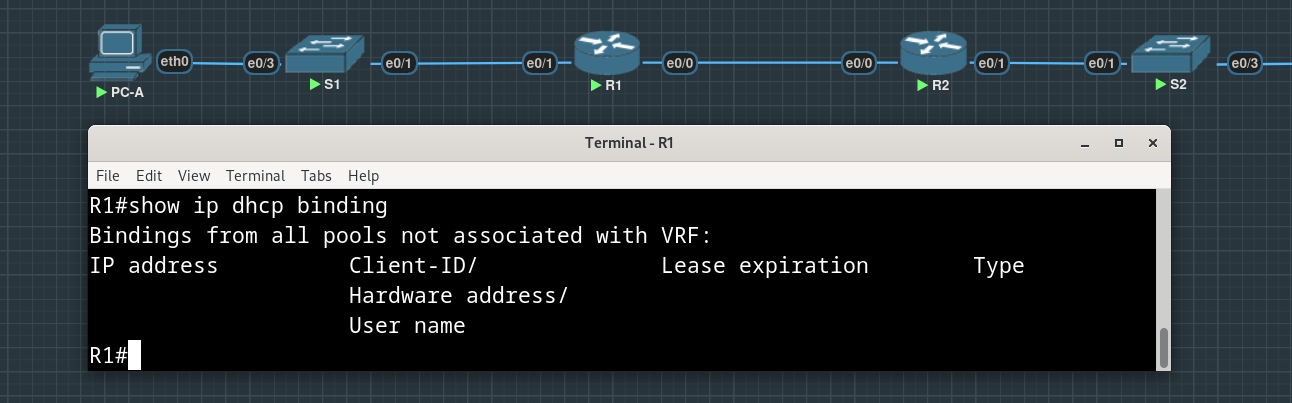 eth0 e0/3 e0/1 e0/1 e0/0 e0/0 e0/1 e0/1 e0/3
PC-A S1 R1 R2 S2
Terminal - R1
File Edit View Terminal Tabs Help
R1#show ip dhcp binding
Bindings from all pools not associated with VRF:
IP address Client-ID/ Lease expiration Type
Hardware address/
User name
R1#